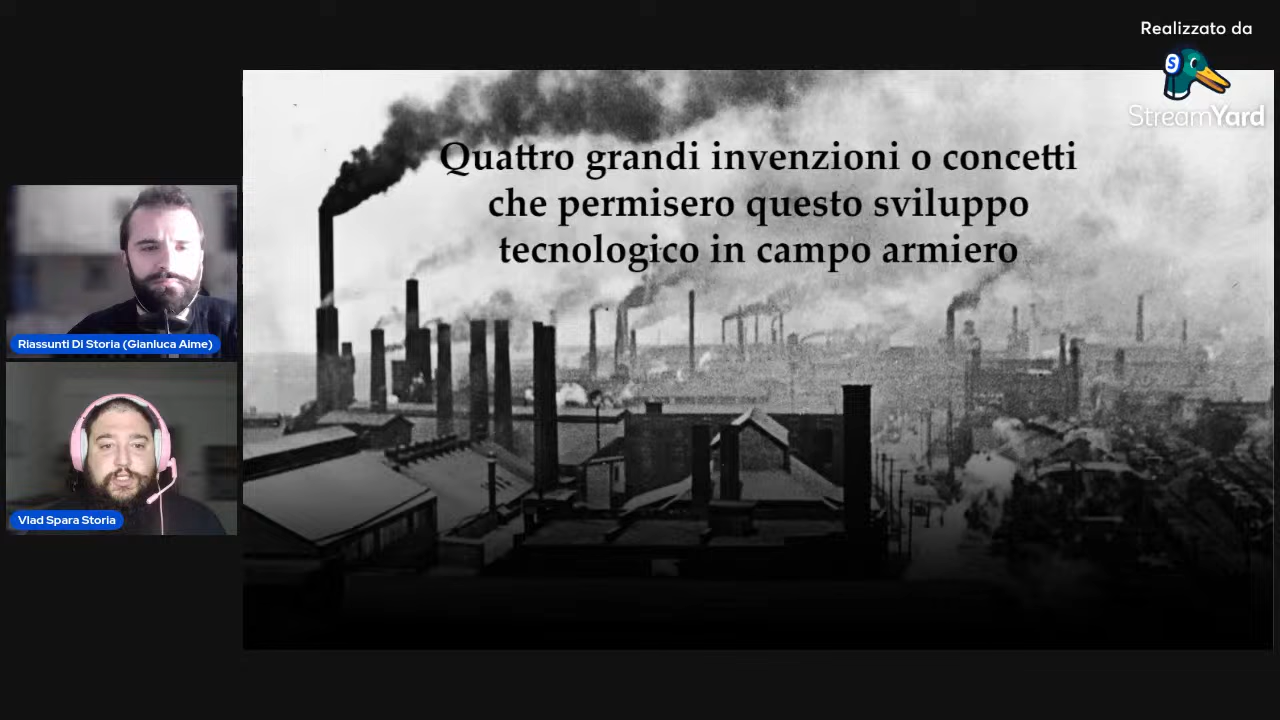 Realizzato da
StreamYard
Quattro grandi invenzioni o concetti
che permisero questo sviluppo
tecnologico in campo armiero
Riassunti Di Storia (Gianluca Aime)
Vlad Spara Storia